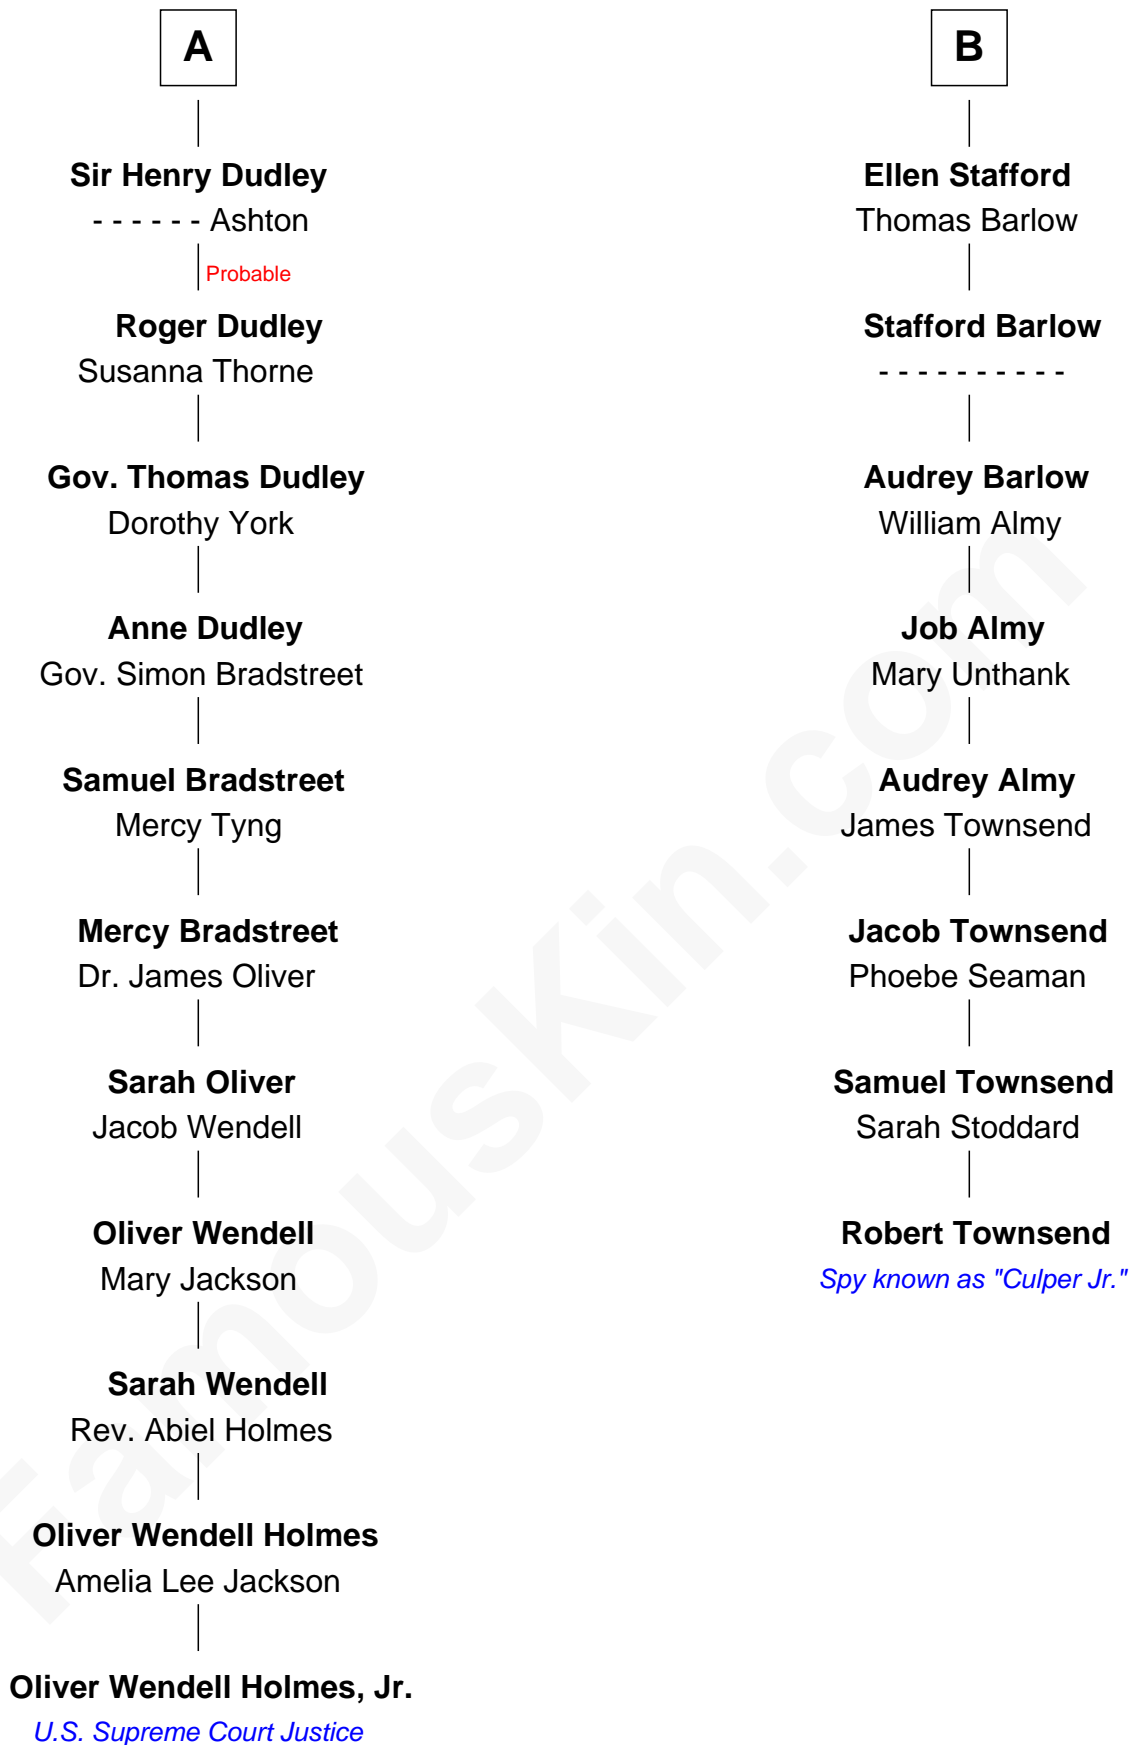 A
Sir Henry Dudley
- - - - - - Ashton
Probable
Roger Dudley
Susanna Thorne
Gov. Thomas Dudley
Dorothy York
Anne Dudley
Gov. Simon Bradstreet
Samuel Bradstreet
Mercy Tyng
Mercy Bradstreet
Dr. James Oliver
Sarah Oliver
Jacob Wendell
Oliver Wendell
Mary Jackson
Sarah Wendell
Rev. Abiel Holmes
Oliver Wendell Holmes
Amelia Lee Jackson
Oliver Wendell Holmes, Jr.
U.S. Supreme Court Justice
B
Ellen Stafford
Thomas Barlow
Stafford Barlow
- - - - - - - - - -
Audrey Barlow
William Almy
Job Almy
Mary Unthank
Audrey Almy
James Townsend
Jacob Townsend
Phoebe Seaman
Samuel Townsend
Sarah Stoddard
Robert Townsend
Spy known as "Culper Jr."
FamousKin.com